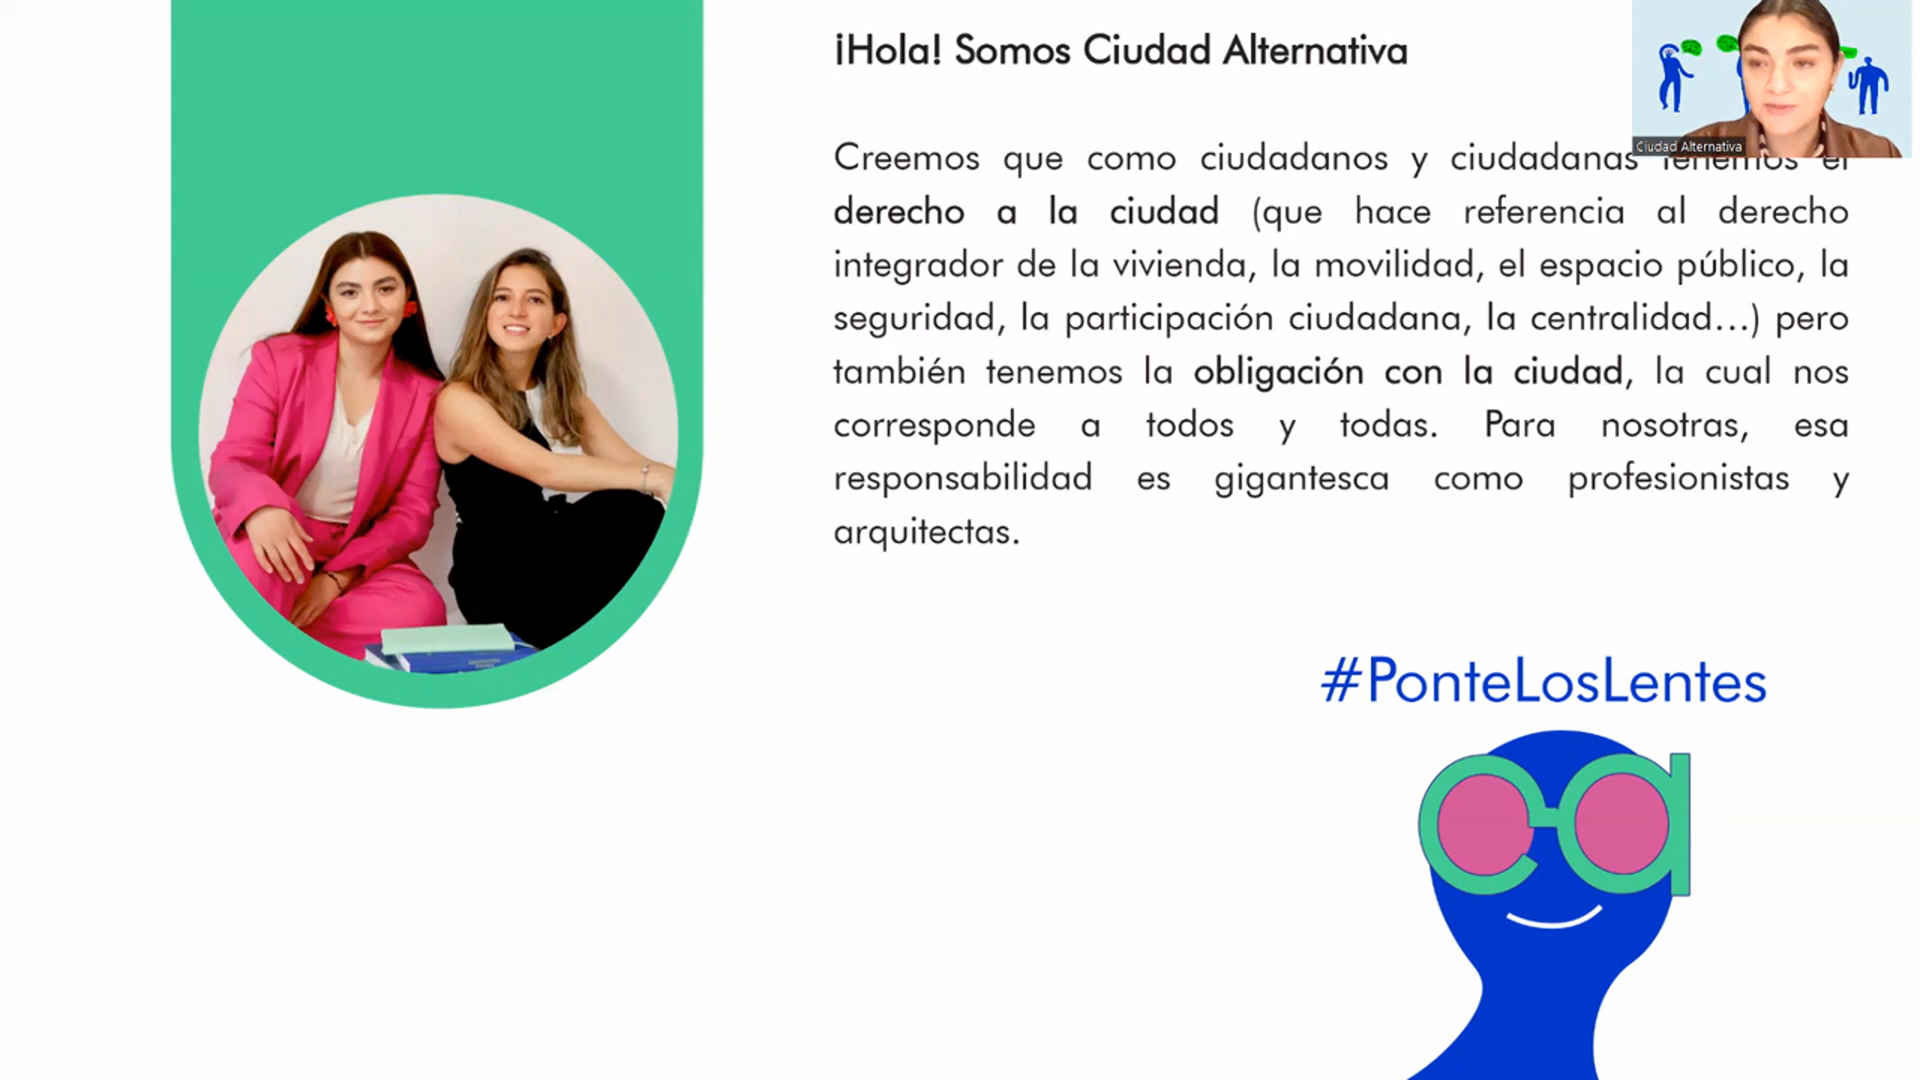 ¡Hola! Somos Ciudad Alternativa
Ciudad Alternativa
Creemos que como ciudadanos y ciudadanas tenemos el
derecho a la ciudad (que hace referencia al derecho
integrador de la vivienda, la movilidad, el espacio público, la
seguridad, la participación ciudadana, la centralidad...) pero
también tenemos la obligación con la ciudad, la cual nos
corresponde a todos y todas. Para nosotras, esa
responsabilidad es gigantesca como profesionistas y
arquitectas.
#PonteLosLentes
ca